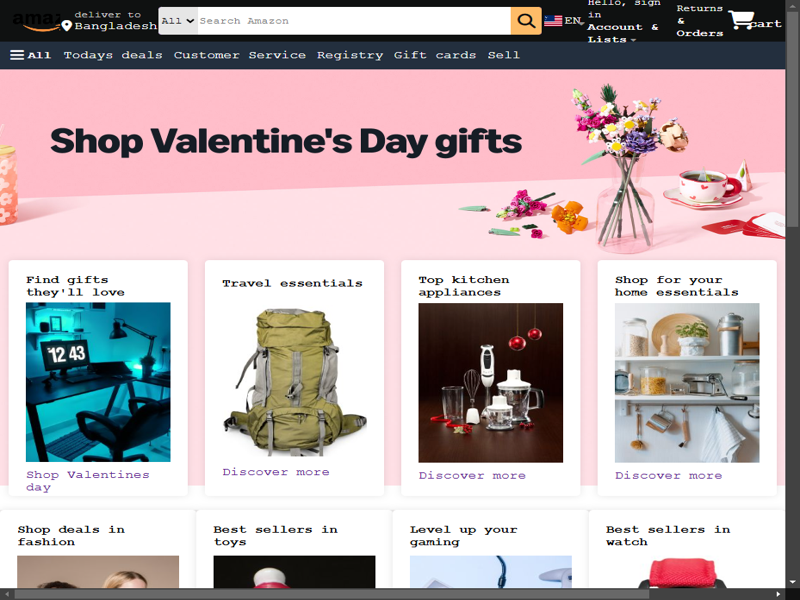 amaz
deliver to
Bangladesh
All
Search Amazon
EN
Hello, sign
in
Account &
Lists
Returns
&
Orders
cart
All Todays deals Customer Service Registry Gift cards Sell
Shop Valentine's Day gifts
Find gifts
they'll love
12 43
Shop Valentines
day
Travel essentials
Discover more
Top kitchen
appliances
Discover more
Shop for your
home essentials
Discover more
Shop deals in
fashion
Best sellers in
toys
Level up your
gaming
Best sellers in
watch